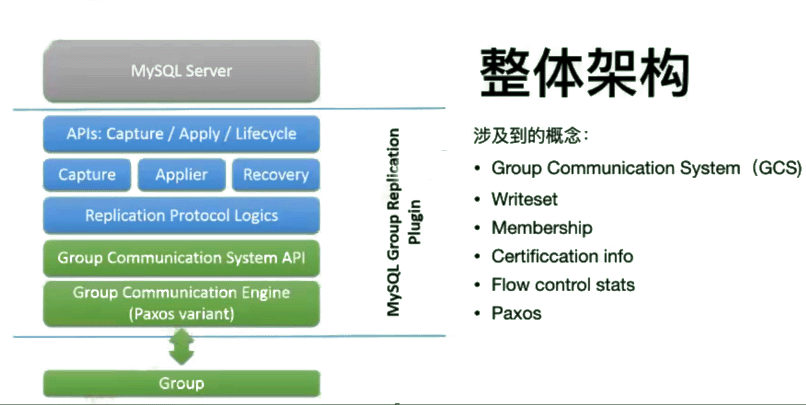 MySQL Server
APIs: Capture / Apply / Lifecycle
Capture
Applier
Recovery
Replication Protocol Logics
Group Communication System API
Group Communication Engine
(Paxos variant)
Group
MySQL Group Replication
Plugin
整体架构
涉及到的概念：
• Group Communication System（GCS)
• Writeset
• Membership
• Certificcation info
• Flow control stats
• Paxos